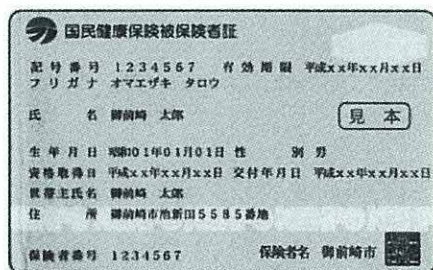 国民健康保険被保険者証
記号番号 1234567 有効期限 平成xx年xx月xx日
フリガナ オマエザキ タロウ
氏名 御前崎 太郎
見本
生年月日 昭和01年01月01日 性別 男
資格取得日 平成xx年xx月xx日 交付年月日 平成xx年xx月xx日
世帯主氏名 御前崎 太郎
住所 御前崎市池新田5585番地
保険者番号 1234567 保険者名 御前崎市